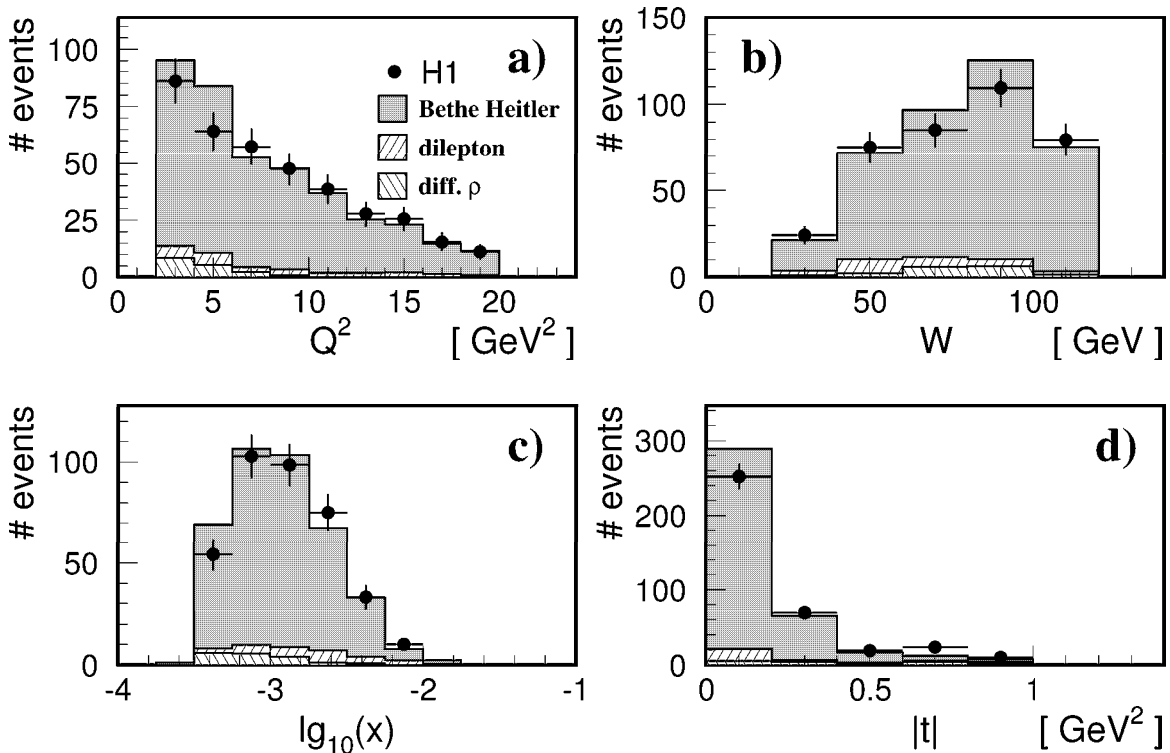 # events
100
75
50
25
0
a)
H1
Bethe Heitler
dilepton
diff. ρ
0 5 10 15 20
Q² [ GeV² ]
# events
150
100
50
0
b)
0 50 100
W [ GeV ]
# events
100
50
0
c)
-4 -3 -2 -1
lg₁₀(x)
# events
300
200
100
0
d)
0 0.5 1
|t| [ GeV² ]